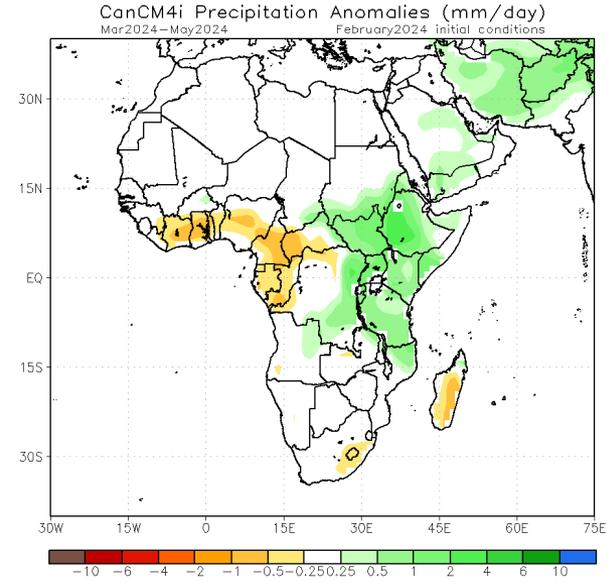 CanCM4i Precipitation Anomalies (mm/day)
Mar2024-May2024 February2024 initial conditions
30N
15N
EQ
15S
30S
30W 15W 0 15E 30E 45E 60E 75E
-10 -6 -4 -2 -1 -0.5 -0.25 0.25 0.5 1 2 4 6 10